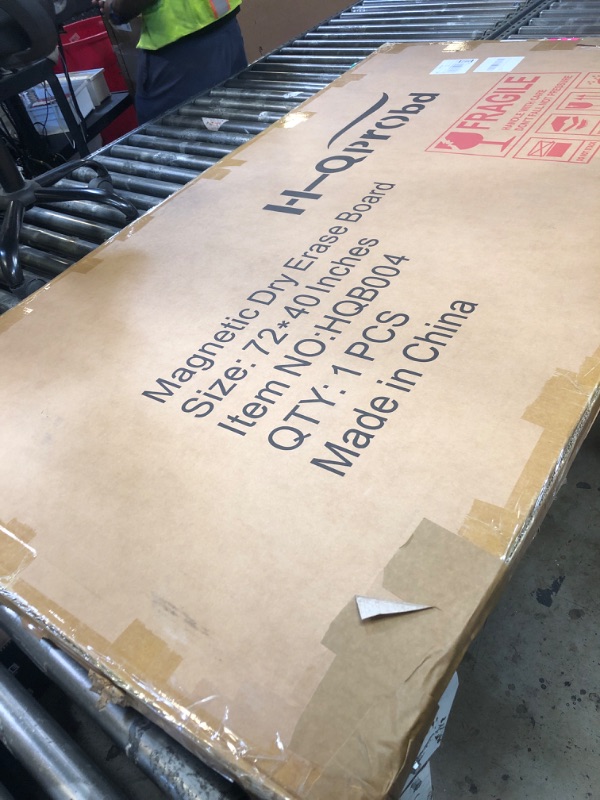 H-Qprobd
Magnetic Dry Erase Board
Size: 72*40 Inches
Item NO:HQB004
QTY: 1 PCS
Made in China
FRAGILE